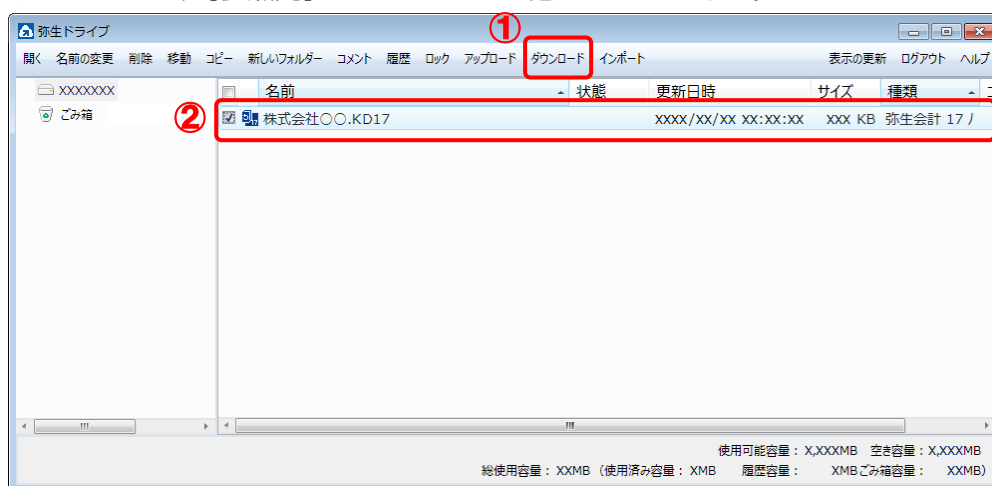 ①
弥生ドライブ
開く 名前の変更 削除 移動 コピー 新しいフォルダー コメント 履歴 ロック アップロード ダウンロード インポート 表示の更新 ログアウト ヘルプ
XXXXXXX
ごみ箱
名前 状態 更新日時 サイズ 種類
②
株式会社○○.KD17 xxxx/xx/xx xx:xx:xx xxx KB 弥生会計 17
使用可能容量： X,XXXMB 空き容量： X,XXXMB
総使用容量： XXMB （使用済み容量： XMB 履歴容量： XMB ごみ箱容量： XXMB）